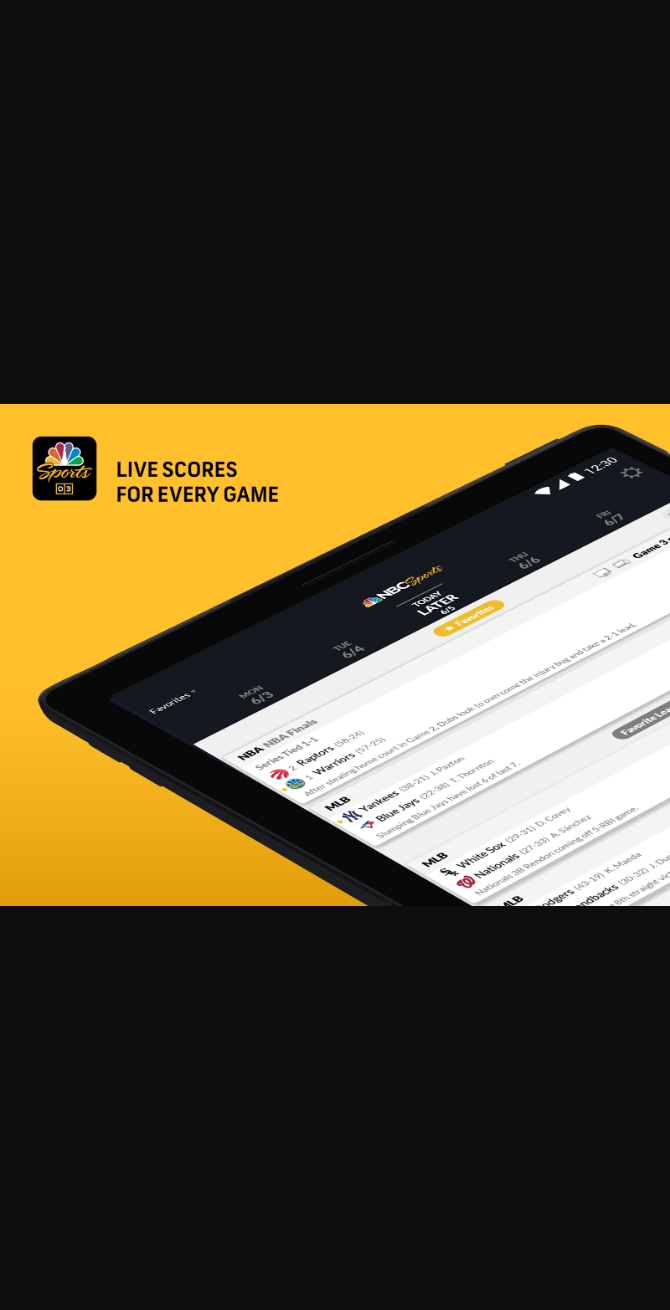 Sports
03
LIVE SCORES
FOR EVERY GAME
12:30
NBC Sports
Favorites
MON
6/3
TUE
6/4
TODAY
LATER
6/5
THU
6/6
FRI
6/7
Favorites
Game 3
NBA NBA Finals
Series Tied 1-1
2 Raptors (58-24)
1 Warriors (57-25)
After stealing home court in Game 2, Dubs look to overcome the injury bug and take a 2-1 lead.
MLB
Yankees (38-21) J. Paxton
Blue Jays (22-38) T. Thornton
Slumping Blue Jays have lost 6 of last 7.
Favorite
MLB
White Sox (29-31) D. Covey
Nationals (27-33) A. Sánchez
Nationals 3B Rendon coming off 5-RBI game.
MLB
odgers (43-19) K. Maeda
ndbacks (30-32) J. Du
8th straight vic